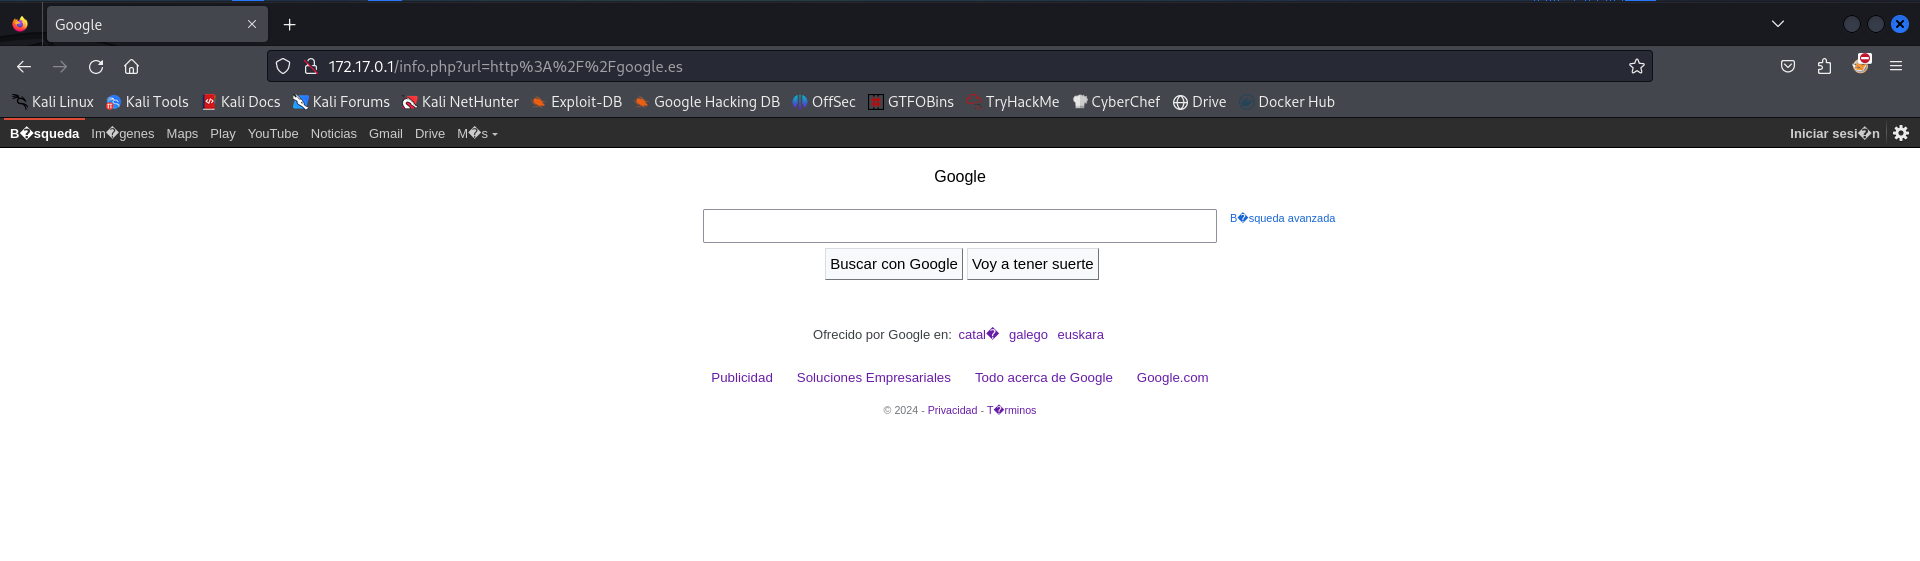 Google
172.17.0.1/info.php?url=http%3A%2F%2Fgoogle.es
Kali Linux Kali Tools Kali Docs Kali Forums Kali NetHunter Exploit-DB Google Hacking DB OffSec GTFOBins TryHackMe CyberChef Drive Docker Hub
B�squeda Im�genes Maps Play YouTube Noticias Gmail Drive M�s Iniciar sesi�n
Google
B�squeda avanzada
Buscar con Google Voy a tener suerte
Ofrecido por Google en: catal� galego euskara
Publicidad Soluciones Empresariales Todo acerca de Google Google.com
© 2024 - Privacidad - T�rminos